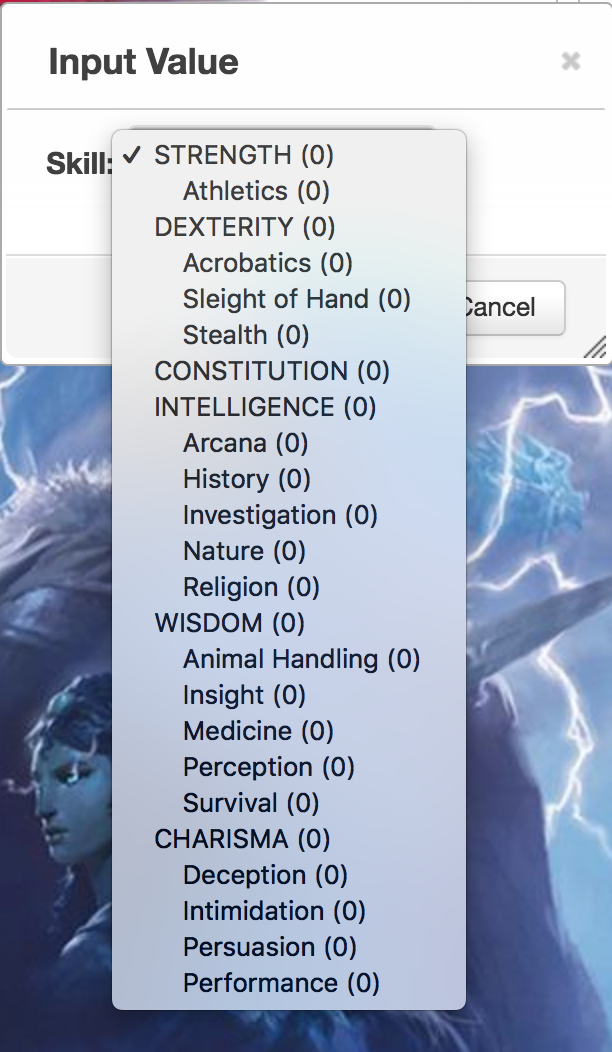 Input Value
Skill:
✓ STRENGTH (0)
Athletics (0)
DEXTERITY (0)
Acrobatics (0)
Sleight of Hand (0)
Stealth (0)
CONSTITUTION (0)
INTELLIGENCE (0)
Arcana (0)
History (0)
Investigation (0)
Nature (0)
Religion (0)
WISDOM (0)
Animal Handling (0)
Insight (0)
Medicine (0)
Perception (0)
Survival (0)
CHARISMA (0)
Deception (0)
Intimidation (0)
Persuasion (0)
Performance (0)
Cancel